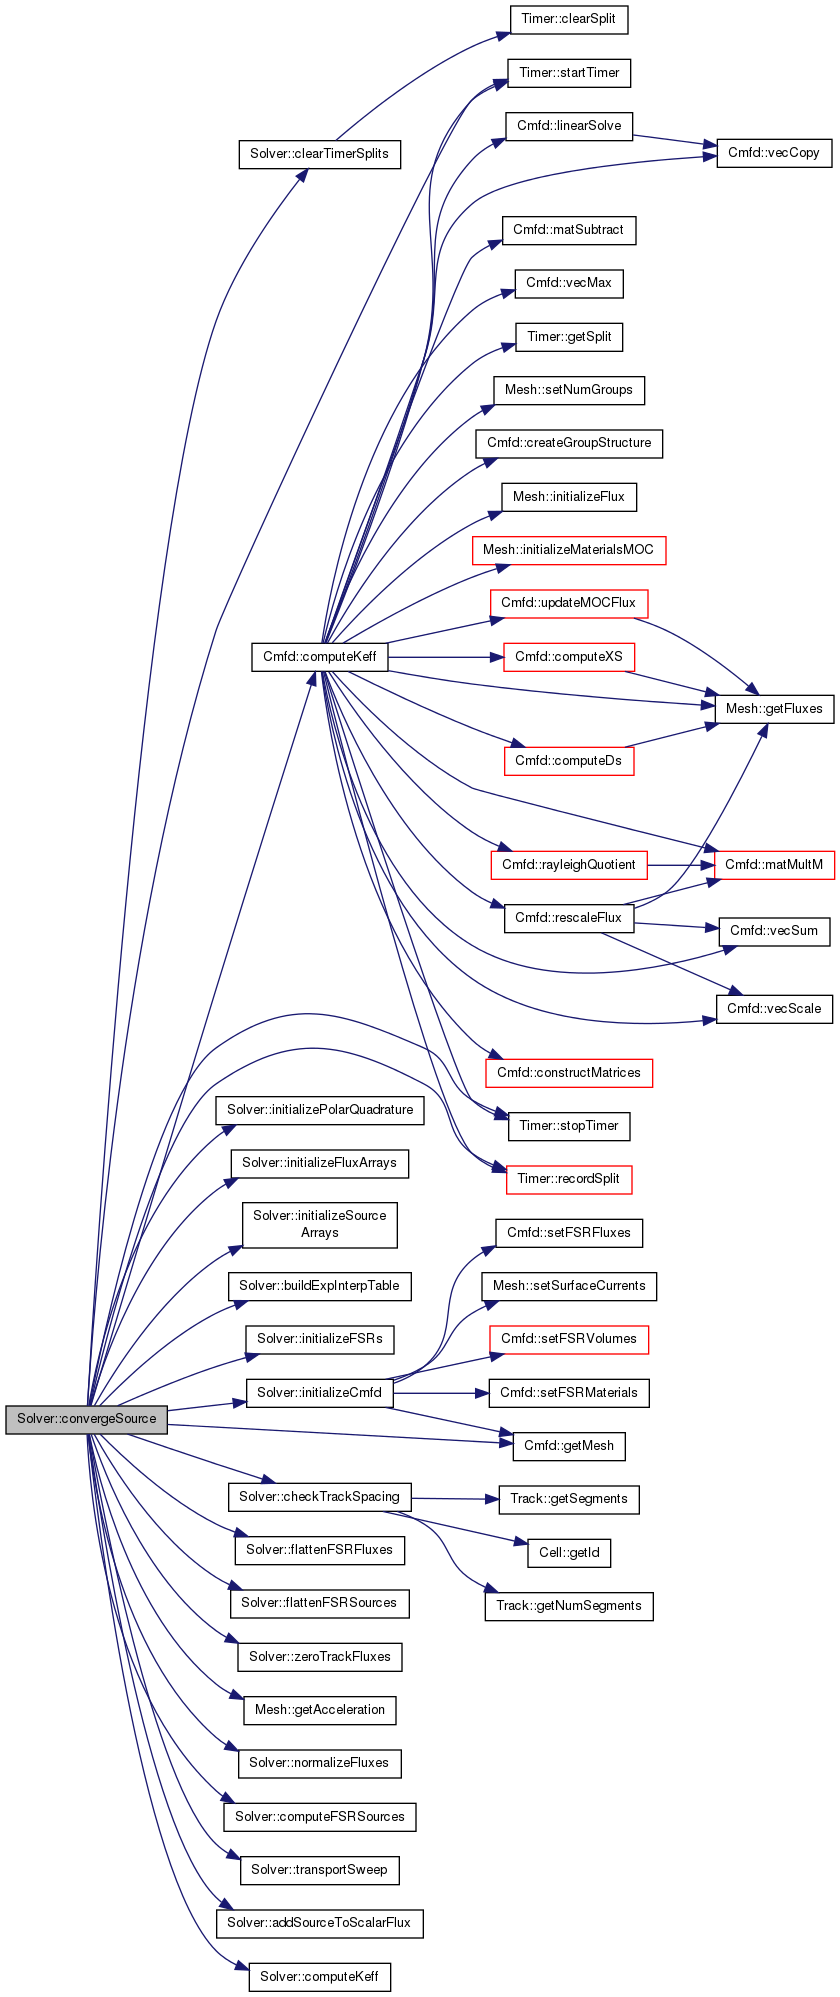 Timer::clearSplit
Timer::startTimer
Cmfd::linearSolve
Solver::clearTimerSplits
Cmfd::vecCopy
Cmfd::matSubtract
Cmfd::vecMax
Timer::getSplit
Mesh::setNumGroups
Cmfd::createGroupStructure
Mesh::initializeFlux
Mesh::initializeMaterialsMOC
Cmfd::updateMOCFlux
Cmfd::computeKeff
Cmfd::computeXS
Mesh::getFluxes
Cmfd::computeDs
Cmfd::rayleighQuotient
Cmfd::matMultM
Cmfd::rescaleFlux
Cmfd::vecSum
Cmfd::vecScale
Cmfd::constructMatrices
Solver::initializePolarQuadrature
Timer::stopTimer
Solver::initializeFluxArrays
Timer::recordSplit
Solver::initializeSource
Arrays
Cmfd::setFSRFluxes
Solver::buildExpInterpTable
Mesh::setSurfaceCurrents
Solver::initializeFSRs
Cmfd::setFSRVolumes
Solver::initializeCmfd
Cmfd::setFSRMaterials
Solver::convergeSource
Cmfd::getMesh
Solver::checkTrackSpacing
Track::getSegments
Solver::flattenFSRFluxes
Cell::getId
Solver::flattenFSRSources
Track::getNumSegments
Solver::zeroTrackFluxes
Mesh::getAcceleration
Solver::normalizeFluxes
Solver::computeFSRSources
Solver::transportSweep
Solver::addSourceToScalarFlux
Solver::computeKeff